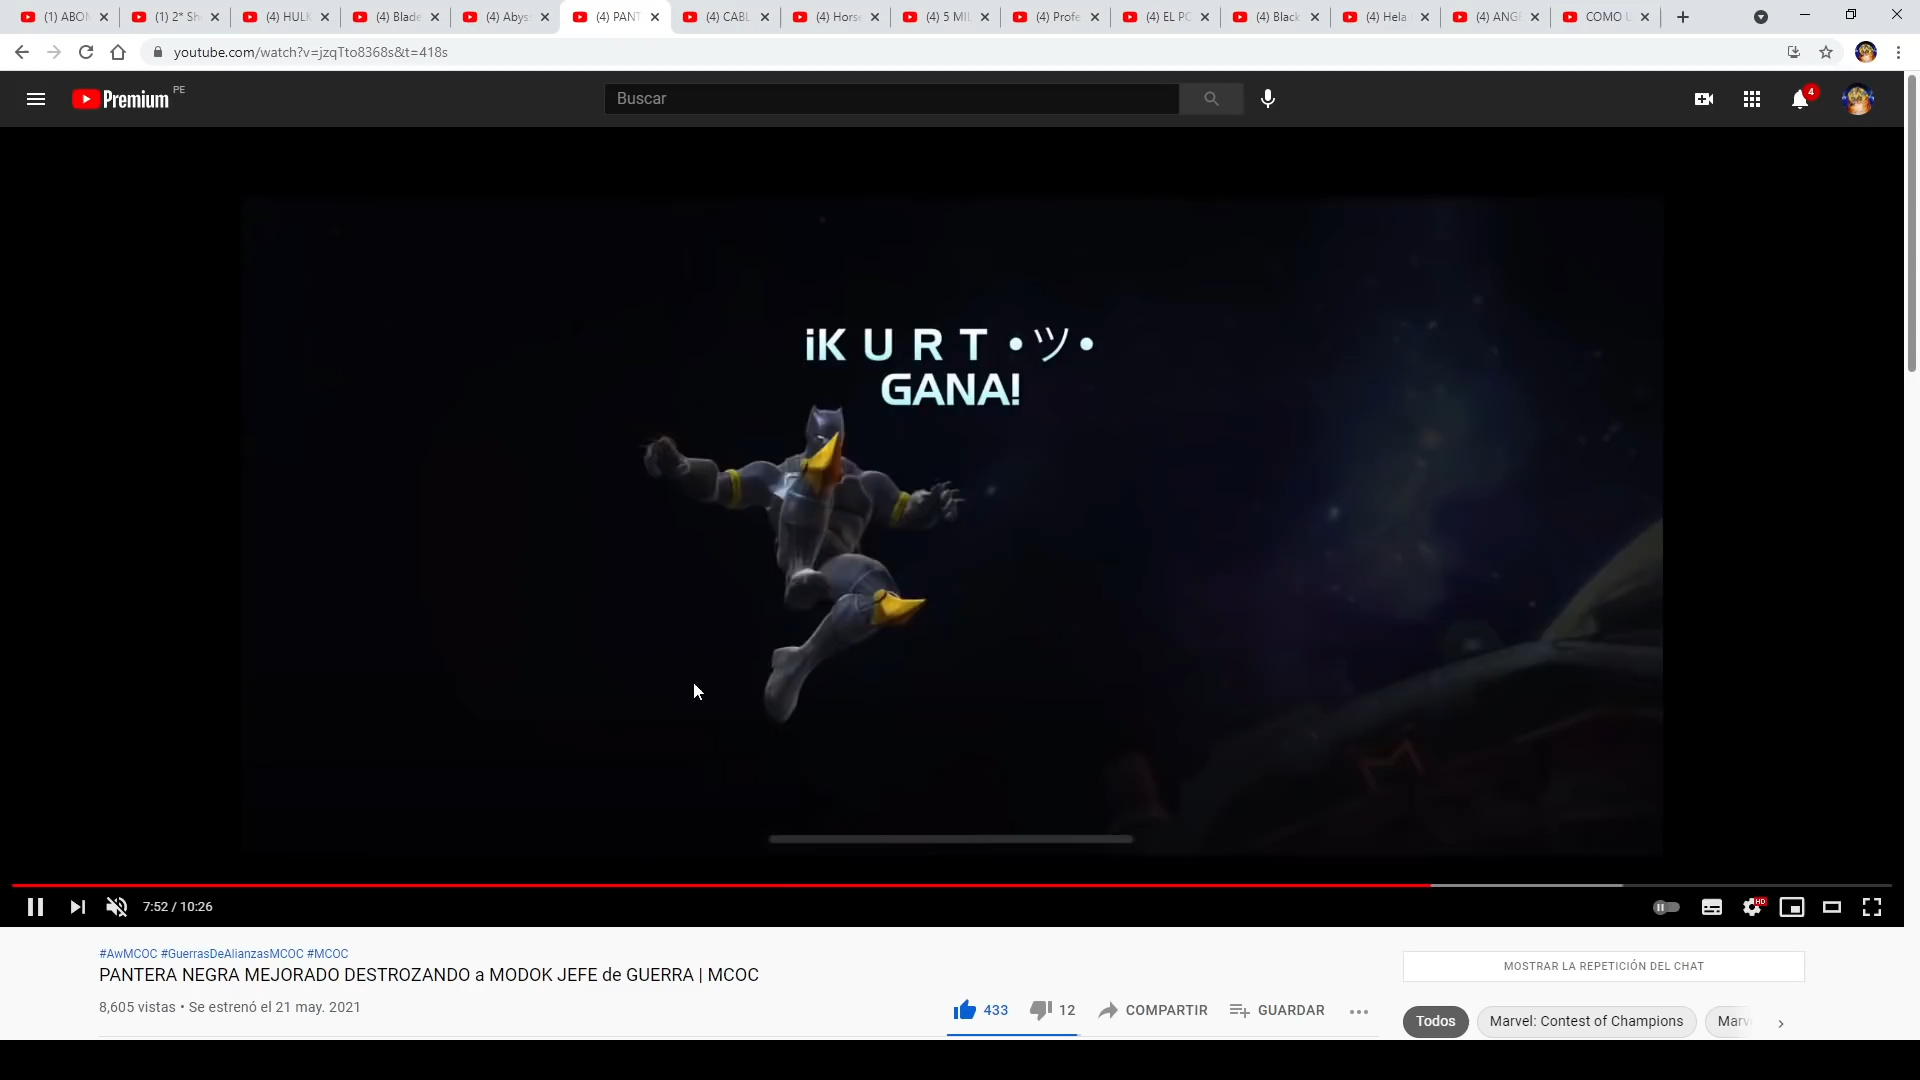 (1) ABON
(1) 2* Sh
(4) HULK
(4) Blade
(4) Abys
(4) PANT
(4) CABL
(4) Horse
(4) 5 MIL
(4) Profe
(4) EL PO
(4) Black
(4) Hela
(4) ANGE
COMO U
youtube.com/watch?v=jzqTto8368s&t=418s
Premium PE
Buscar
4
iK U R T •ツ•
GANA!
7:52 / 10:26
HD
#AwMCOC #GuerrasDeAlianzasMCOC #MCOC
PANTERA NEGRA MEJORADO DESTROZANDO a MODOK JEFE de GUERRA | MCOC
8,605 vistas • Se estrenó el 21 may. 2021
433
12
COMPARTIR
GUARDAR
MOSTRAR LA REPETICIÓN DEL CHAT
Todos
Marvel: Contest of Champions
Marv